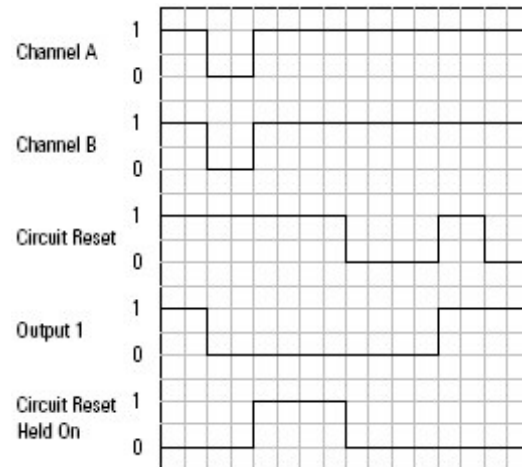 Channel A
1
0
Channel B
1
0
Circuit Reset
1
0
Output 1
1
0
Circuit Reset
Held On
1
0